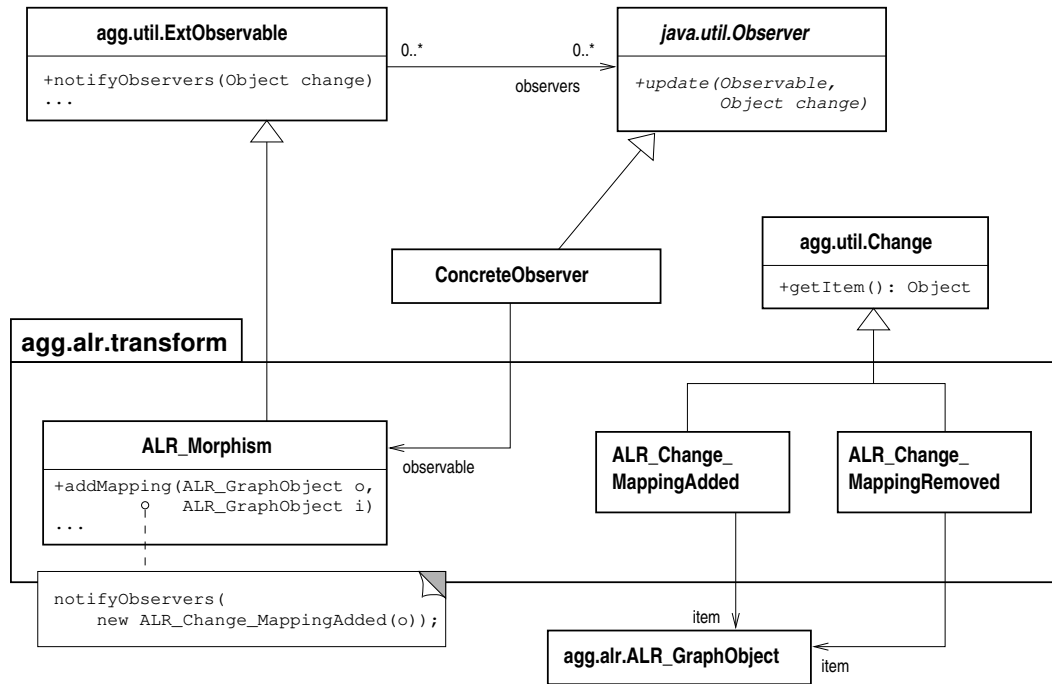 agg.util.ExtObservable
+notifyObservers(Object change)
...
0..*
0..*
observers
java.util.Observer
+update(Observable,
Object change)
ConcreteObserver
agg.util.Change
+getItem(): Object
agg.alr.transform
ALR_Morphism
+addMapping(ALR_GraphObject o,
ALR_GraphObject i)
...
observable
ALR_Change_
MappingAdded
ALR_Change_
MappingRemoved
notifyObservers(
new ALR_Change_MappingAdded(o));
item
agg.alr.ALR_GraphObject
item